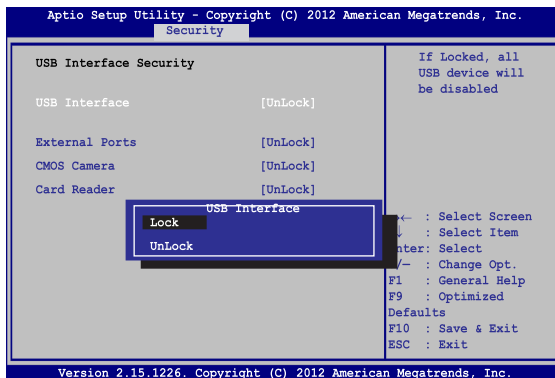 Aptio Setup Utility - Copyright (C) 2012 American Megatrends, Inc.
Security
USB Interface Security
USB Interface [UnLock]
External Ports [UnLock]
CMOS Camera [UnLock]
Card Reader [UnLock]
USB Interface
Lock
UnLock
If Locked, all
USB device will
be disabled
← : Select Screen
↓ : Select Item
nter: Select
/− : Change Opt.
F1 : General Help
F9 : Optimized
Defaults
F10 : Save & Exit
ESC : Exit
Version 2.15.1226. Copyright (C) 2012 American Megatrends, Inc.